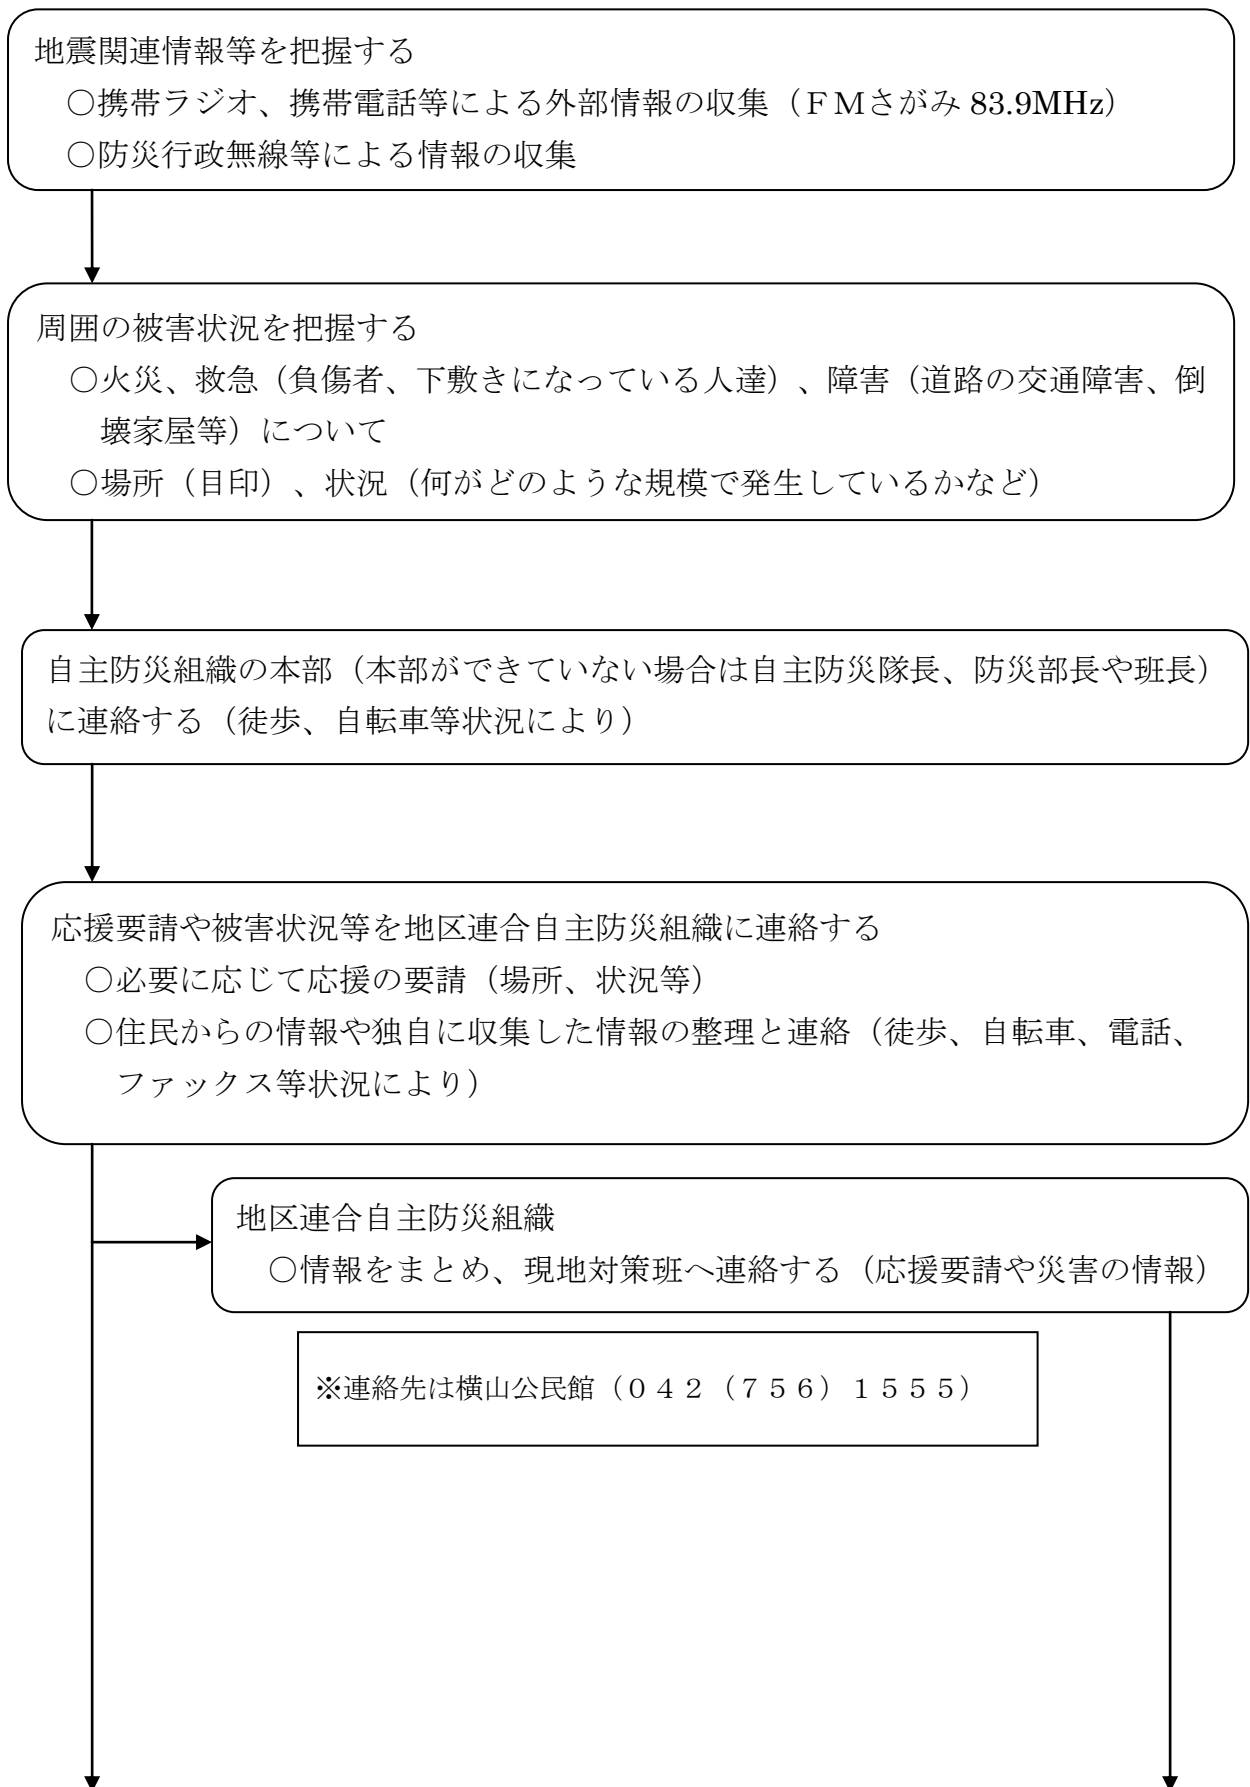 地震関連情報等を把握する
○携帯ラジオ、携帯電話等による外部情報の収集（ＦＭさがみ 83.9MHz）
○防災行政無線等による情報の収集
周囲の被害状況を把握する
○火災、救急（負傷者、下敷きになっている人達）、障害（道路の交通障害、倒
壊家屋等）について
○場所（目印）、状況（何がどのような規模で発生しているかなど）
自主防災組織の本部（本部ができていない場合は自主防災隊長、防災部長や班長）
に連絡する（徒歩、自転車等状況により）
応援要請や被害状況等を地区連合自主防災組織に連絡する
○必要に応じて応援の要請（場所、状況等）
○住民からの情報や独自に収集した情報の整理と連絡（徒歩、自転車、電話、
ファックス等状況により）
地区連合自主防災組織
○情報をまとめ、現地対策班へ連絡する（応援要請や災害の情報）
※連絡先は横山公民館（０４２（７５６）１５５５）